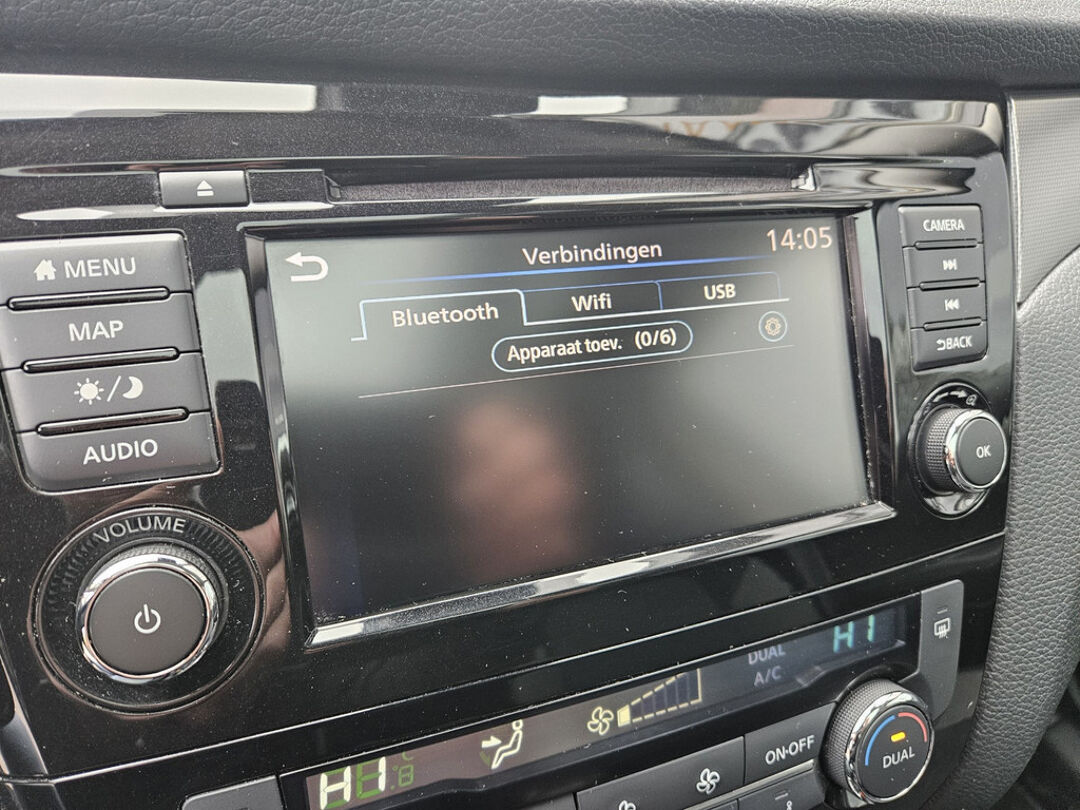 Verbindingen 14:05
Bluetooth Wifi USB
Apparaat toev. (0/6)
MENU
MAP
AUDIO
VOLUME
CAMERA
BACK
OK
HI
DUAL
A/C
HI
ON·OFF
DUAL